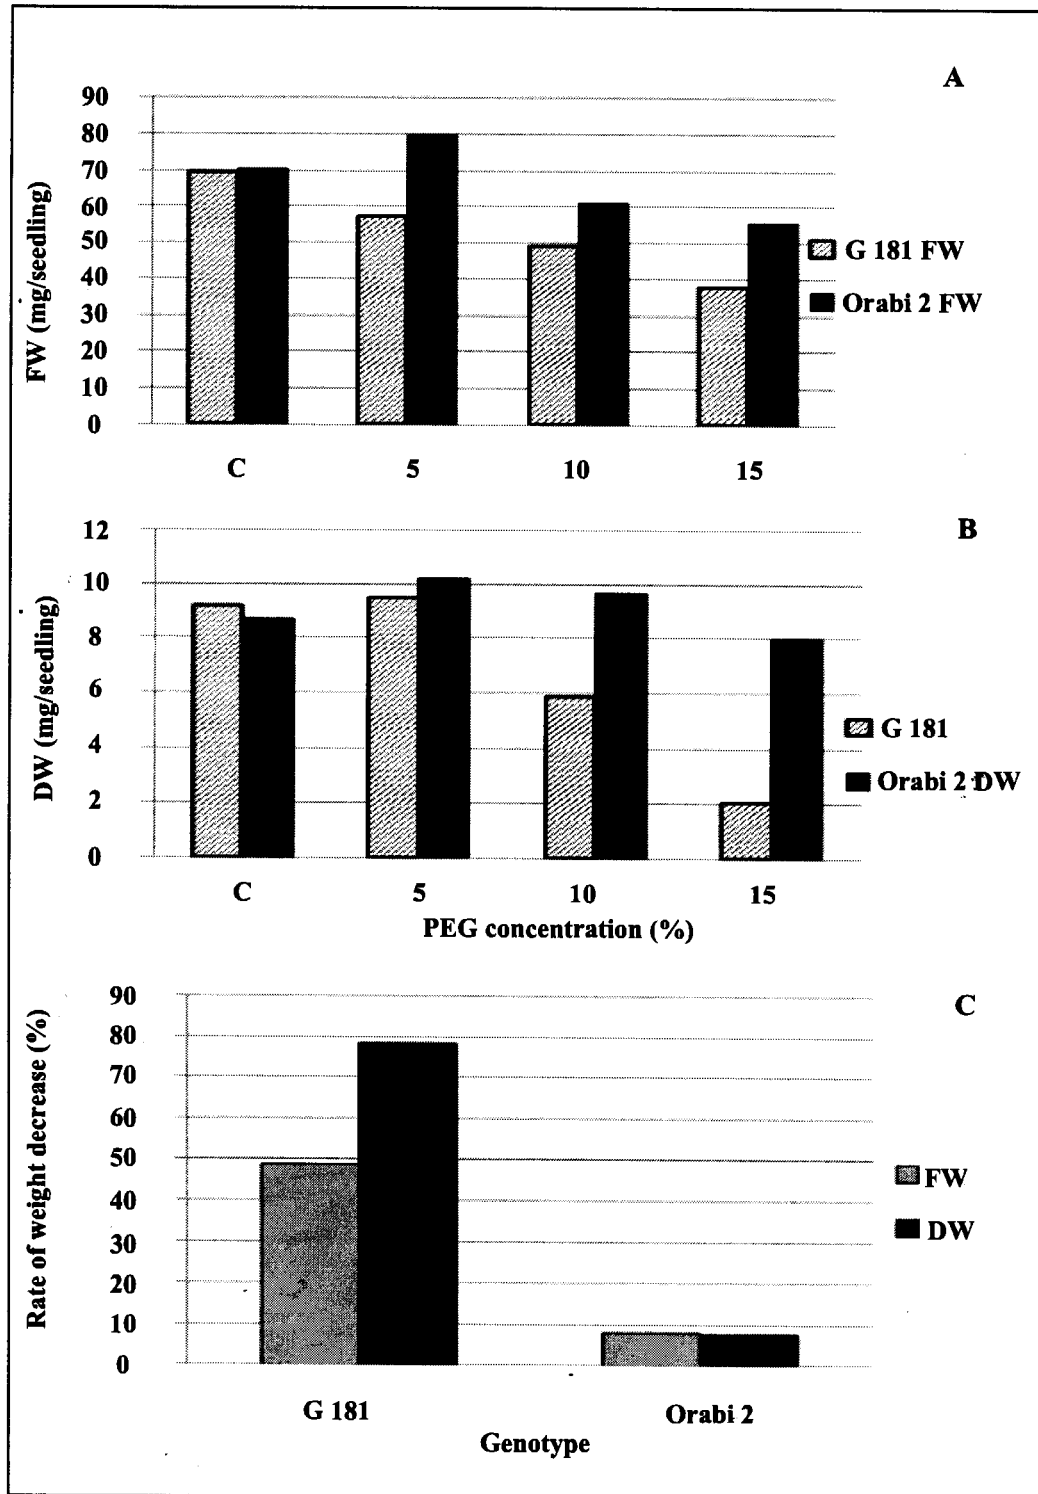 A
90
80
70
60
50
40
30
20
10
0
FW (mg/seedling)
C 5 10 15
G 181 FW
Orabi 2 FW
B
12
10
8
6
4
2
0
DW (mg/seedling)
C 5 10 15
PEG concentration (%)
G 181
Orabi 2 DW
C
90
80
70
60
50
40
30
20
10
0
Rate of weight decrease (%)
G 181 Orabi 2
Genotype
FW
DW